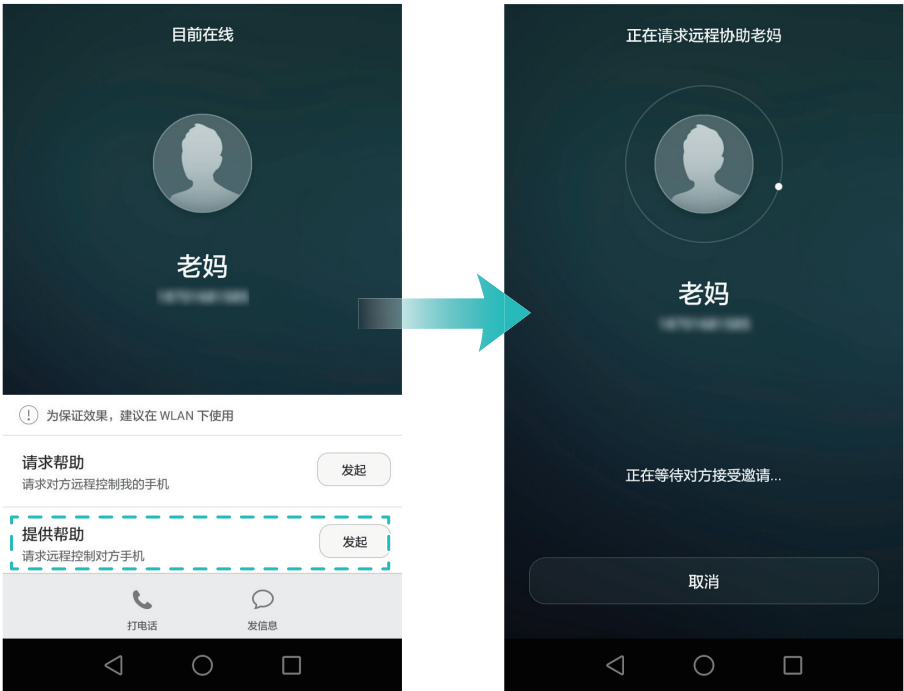 目前在线
老妈
为保证效果，建议在 WLAN 下使用
请求帮助
请求对方远程控制我的手机
发起
提供帮助
请求远程控制对方手机
发起
打电话
发信息
正在请求远程协助老妈
老妈
正在等待对方接受邀请...
取消